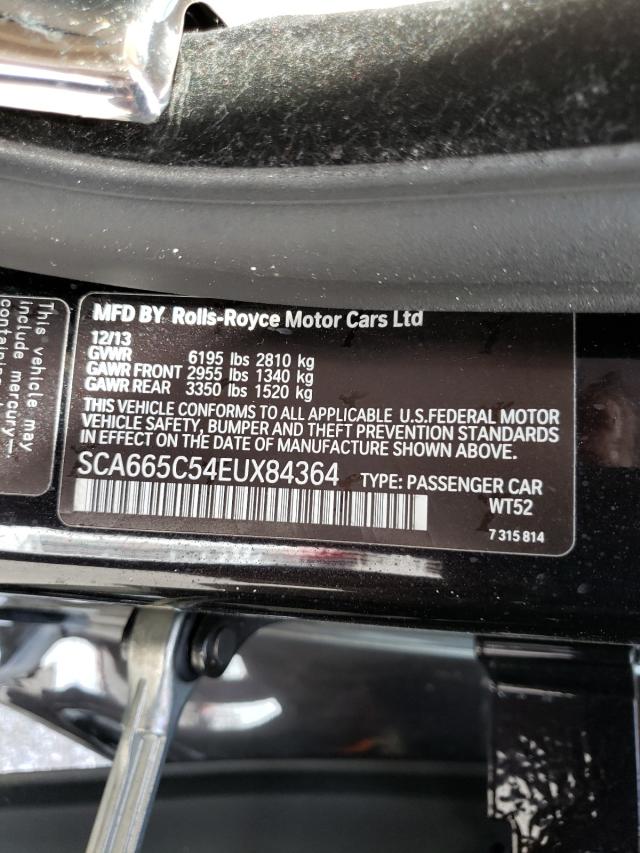 This vehicle may
include mercury-
containing
MFD BY Rolls-Royce Motor Cars Ltd
12/13
GVWR 6195 lbs 2810 kg
GAWR FRONT 2955 lbs 1340 kg
GAWR REAR 3350 lbs 1520 kg
THIS VEHICLE CONFORMS TO ALL APPLICABLE U.S.FEDERAL MOTOR
VEHICLE SAFETY, BUMPER AND THEFT PREVENTION STANDARDS
IN EFFECT ON THE DATE OF MANUFACTURE SHOWN ABOVE.
SCA665C54EUX84364 TYPE: PASSENGER CAR
WT52
7 315 814